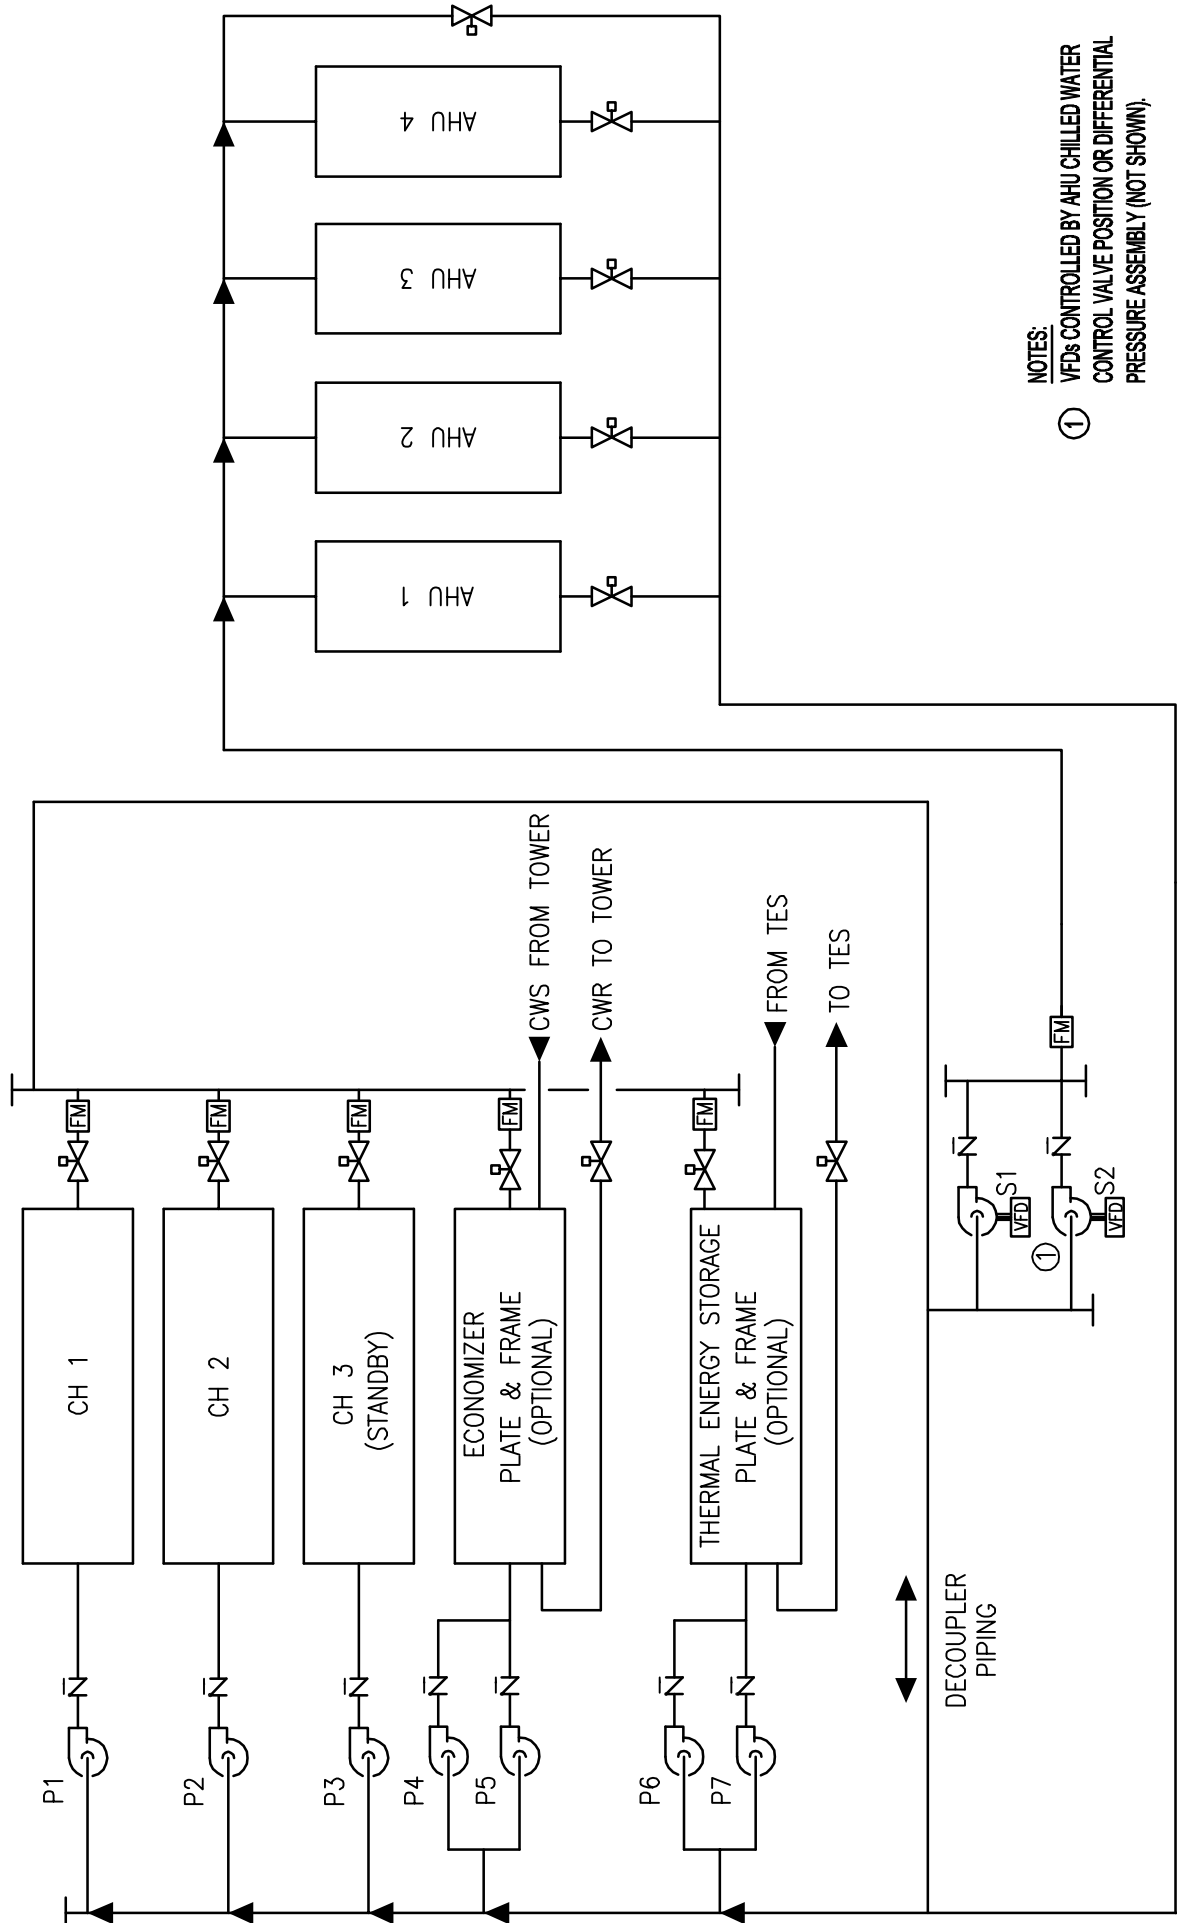 CH 1
CH 2
CH 3
(STANDBY)
ECONOMIZER
PLATE & FRAME
(OPTIONAL)
THERMAL ENERGY STORAGE
PLATE & FRAME
(OPTIONAL)
P1
P2
P3
P4
P5
P6
P7
FM
FM
FM
FM
FM
CWS FROM TOWER
CWR TO TOWER
FROM TES
TO TES
DECOUPLER
PIPING
S1
VFD
S2
VFD
1
FM
AHU 1
AHU 2
AHU 3
AHU 4
NOTES:
1 VFDs CONTROLLED BY AHU CHILLED WATER
CONTROL VALVE POSITION OR DIFFERENTIAL
PRESSURE ASSEMBLY (NOT SHOWN).